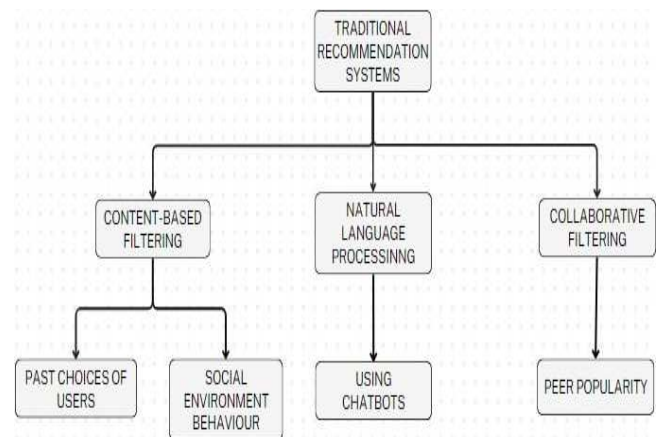 TRADITIONAL
RECOMMENDATION
SYSTEMS
CONTENT-BASED
FILTERING
NATURAL
LANGUAGE
PROCESSINNG
COLLABORATIVE
FILTERING
PAST CHOICES OF
USERS
SOCIAL
ENVIRONMENT
BEHAVIOUR
USING
CHATBOTS
PEER POPULARITY